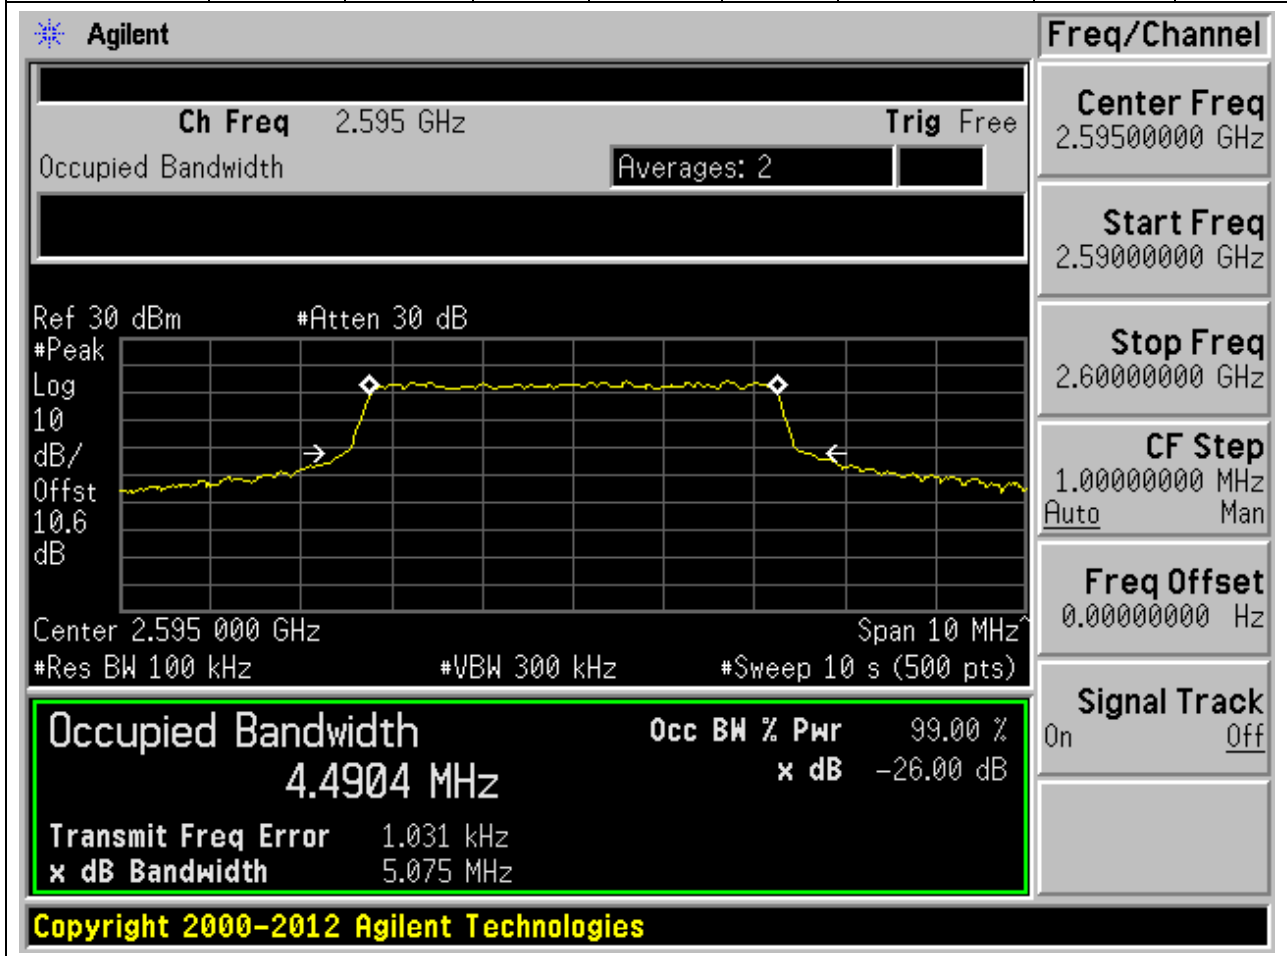 Agilent
Freq/Channel
Ch Freq 2.595 GHz Trig Free
Occupied Bandwidth Averages: 2
Center Freq
2.59500000 GHz
Start Freq
2.59000000 GHz
Stop Freq
2.60000000 GHz
CF Step
1.00000000 MHz
Auto Man
Freq Offset
0.00000000 Hz
Signal Track
On Off
Ref 30 dBm #Atten 30 dB
#Peak
Log
10
dB/
Offst
10.6
dB
Center 2.595 000 GHz Span 10 MHz^
#Res BW 100 kHz #VBW 300 kHz #Sweep 10 s (500 pts)
Occupied Bandwidth Occ BW % Pwr 99.00 %
4.4904 MHz x dB -26.00 dB
Transmit Freq Error 1.031 kHz
x dB Bandwidth 5.075 MHz
Copyright 2000-2012 Agilent Technologies